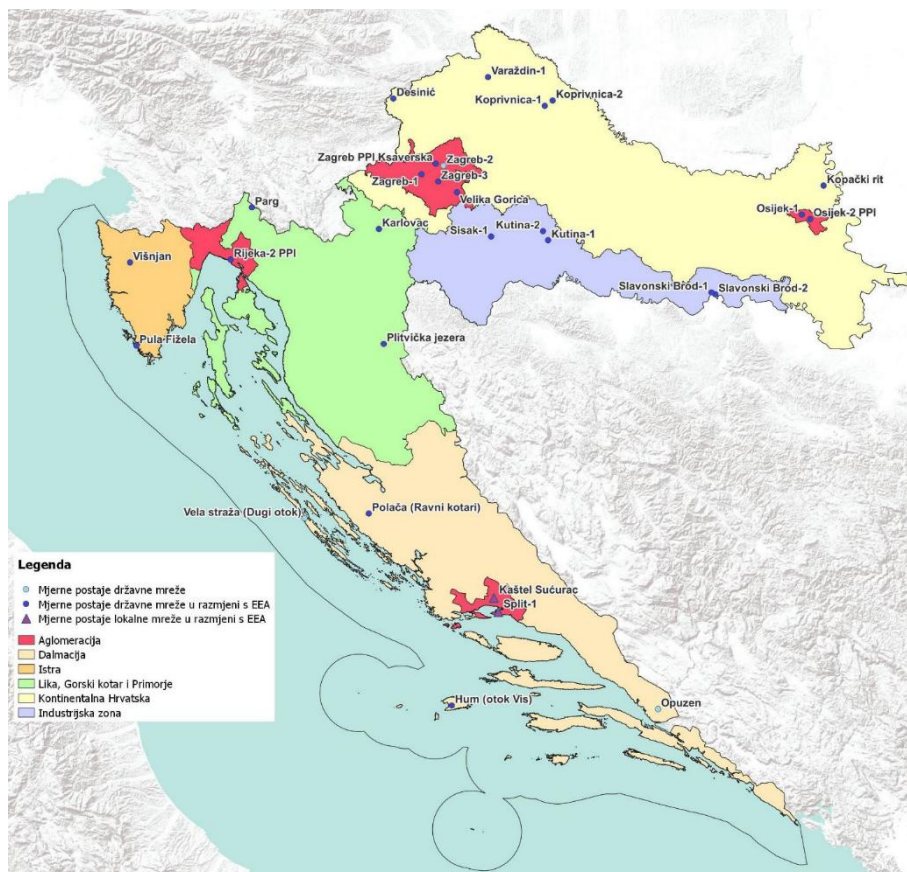 Varaždin-1
Desinić
Koprivnica-1
Koprivnica-2
Zagreb PPI Ksaverska
Zagreb-2
Zagreb-1
Zagreb-3
Velika Gorica
Kopački rit
Osijek-1
Osijek-2 PPI
Parg
Karlovac
Sisak-1
Kutina-2
Kutina-1
Višnjan
Rijeka-2 PPI
Slavonski Brod-1
Slavonski Brod-2
Pula Fižela
Plitvička jezera
Vela straža (Dugi otok)
Polača (Ravni kotari)
Kaštel Sućurac
Split-1
Hum (otok Vis)
Opuzen
Legenda
Mjerne postaje državne mreže
Mjerne postaje državne mreže u razmjeni s EEA
Mjerne postaje lokalne mreže u razmjeni s EEA
Aglomeracija
Dalmacija
Istra
Lika, Gorski kotar i Primorje
Kontinentalna Hrvatska
Industrijska zona